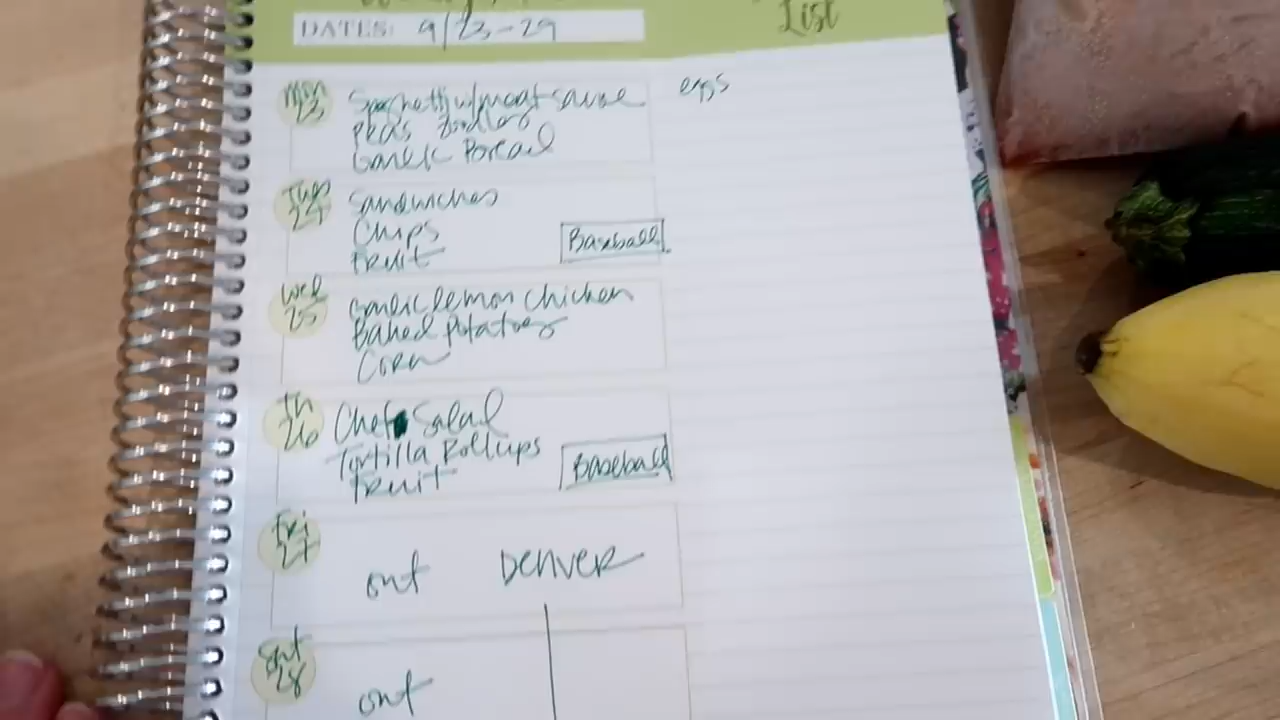 List
DATES: 9/23-29
eggs
Mon 23
Spaghetti w/meat sauce
Peas Zoodles
Garlic Bread
Tues 24
Sandwiches
Chips
Fruit
Baseball
Wed 25
Garlic lemon chicken
Baked Potatoes
Corn
Th 26
Chef Salad
Tortilla Rollups
Fruit
Baseball
Fri 27
out DENVER
Sat 28
out